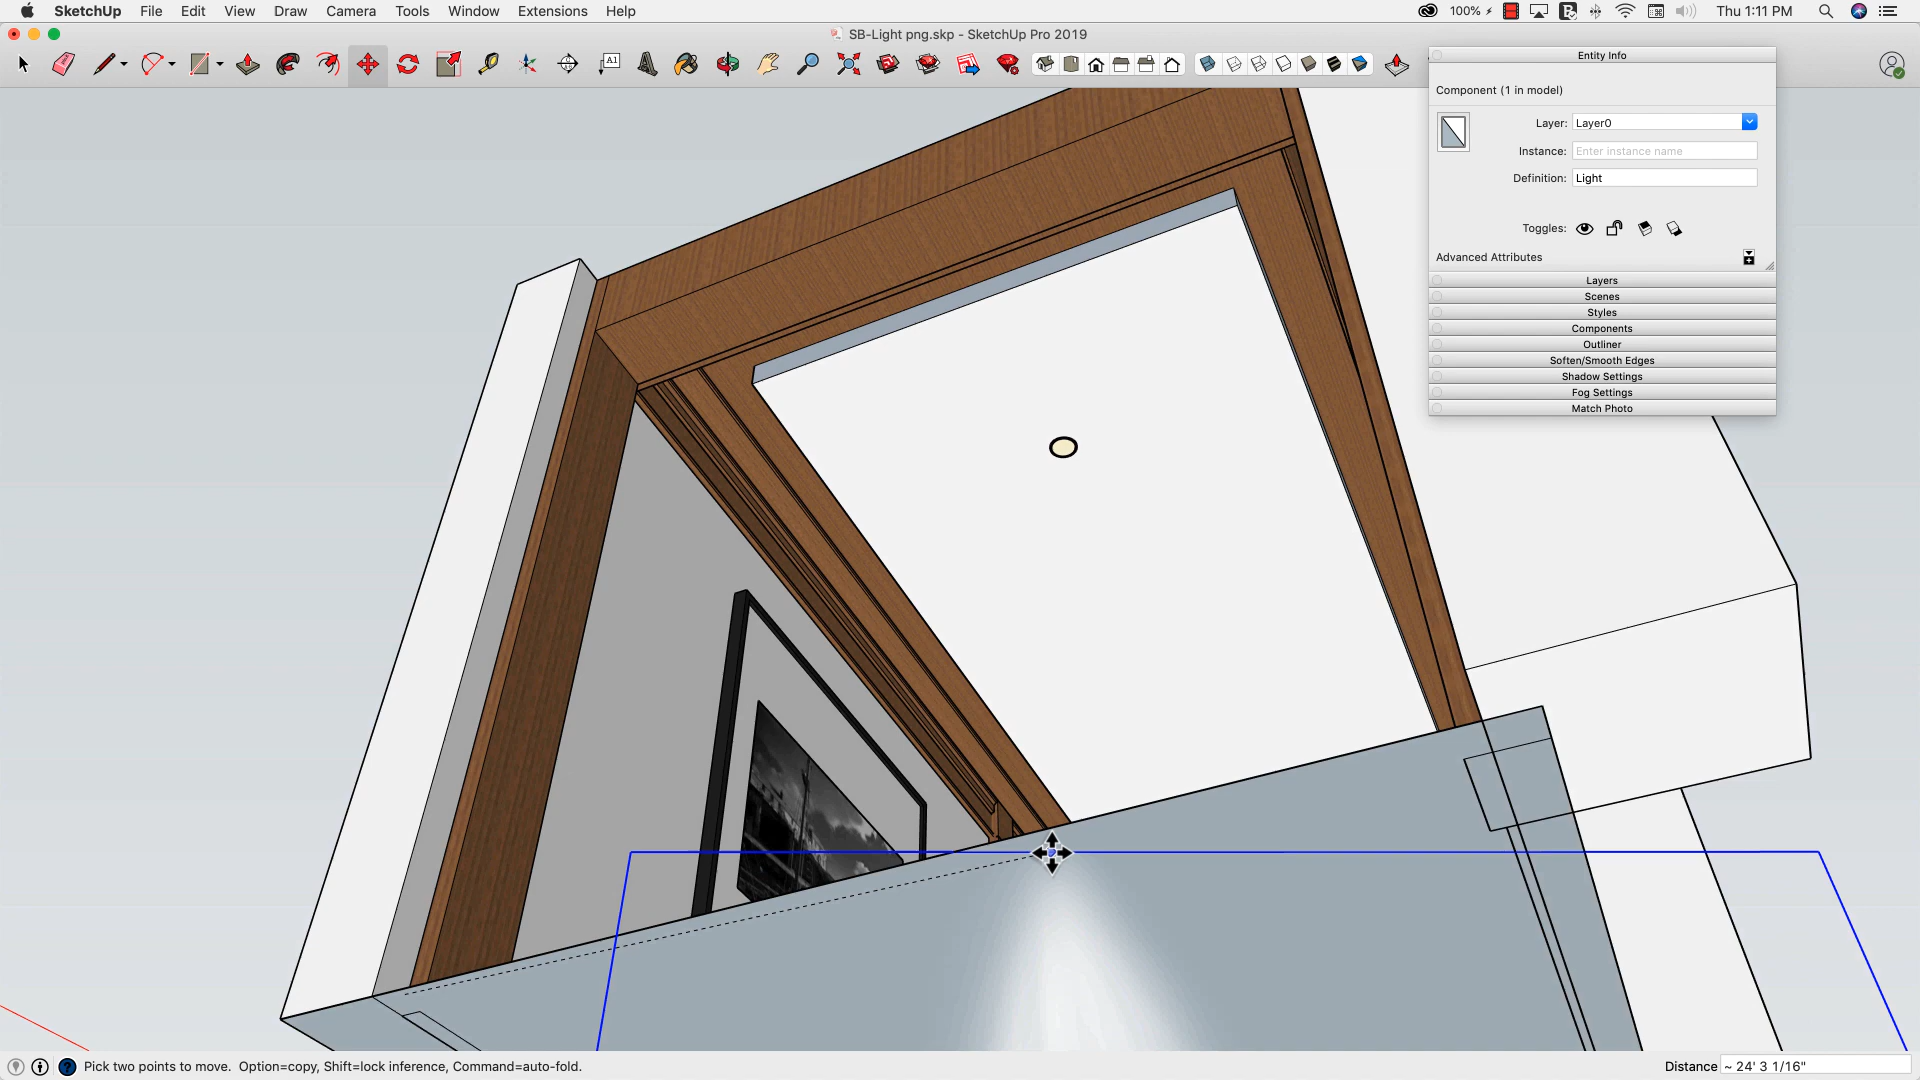 SketchUp File Edit View Draw Camera Tools Window Extensions Help
100% Thu 1:11 PM
SB-Light png.skp - SketchUp Pro 2019
A1
Entity Info
Component (1 in model)
Layer: Layer0
Instance: Enter instance name
Definition: Light
Toggles:
Advanced Attributes
Layers
Scenes
Styles
Components
Outliner
Soften/Smooth Edges
Shadow Settings
Fog Settings
Match Photo
Pick two points to move. Option=copy, Shift=lock inference, Command=auto-fold.
Distance ~ 24' 3 1/16"